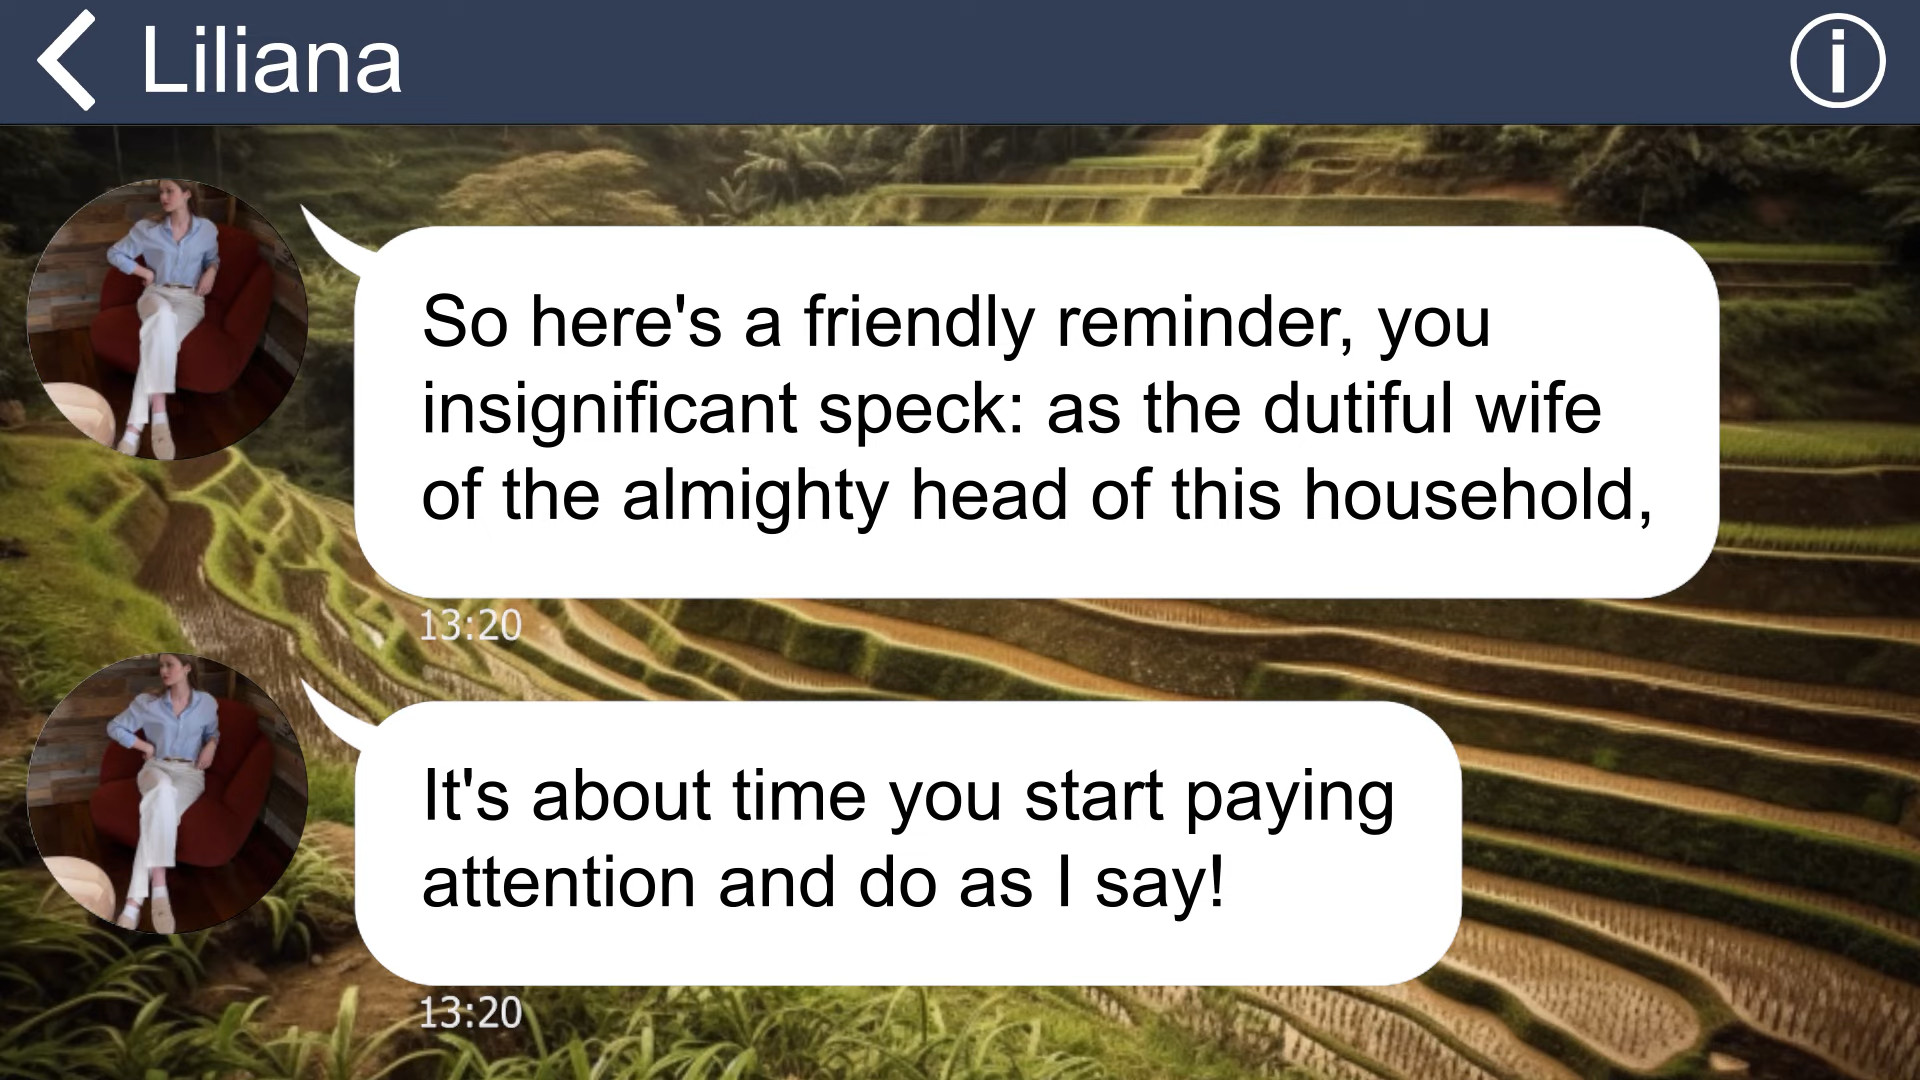 Liliana
So here's a friendly reminder, you
insignificant speck: as the dutiful wife
of the almighty head of this household,
13:20
It's about time you start paying
attention and do as I say!
13:20